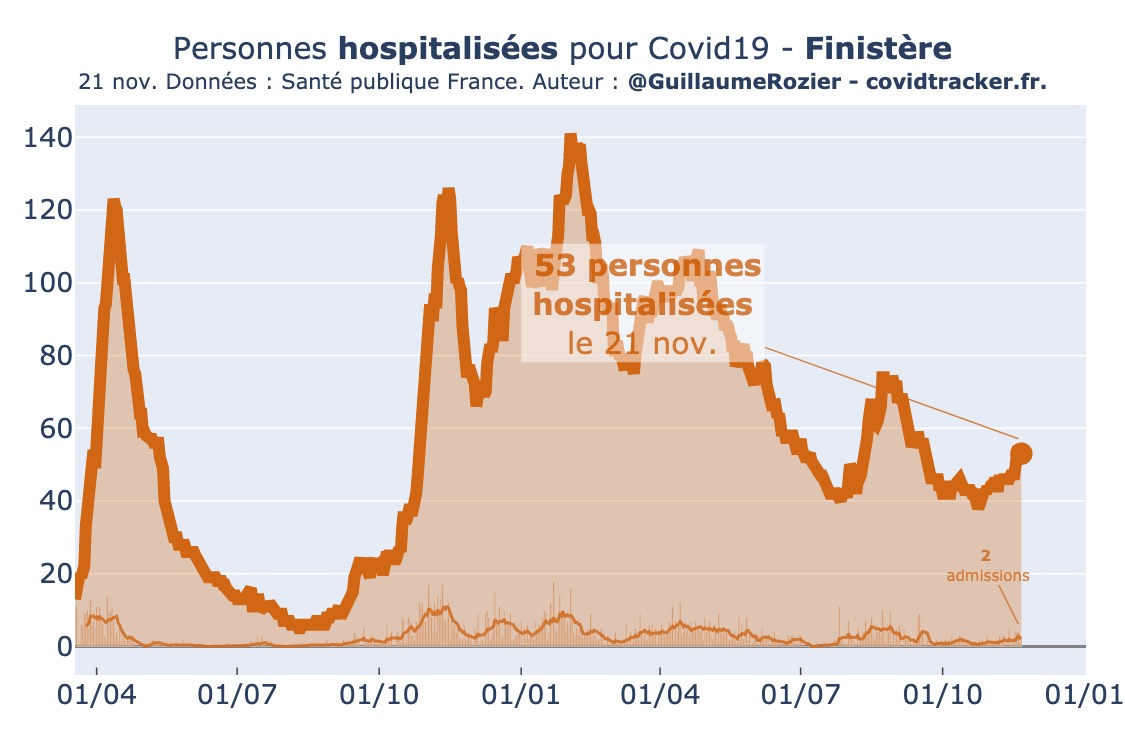 Personnes hospitalisées pour Covid19 - Finistère
21 nov. Données : Santé publique France. Auteur : @GuillaumeRozier - covidtracker.fr.
140
120
100
80
60
40
20
0
53 personnes
hospitalisées
le 21 nov.
2
admissions
01/04
01/07
01/10
01/01
01/04
01/07
01/10
01/01